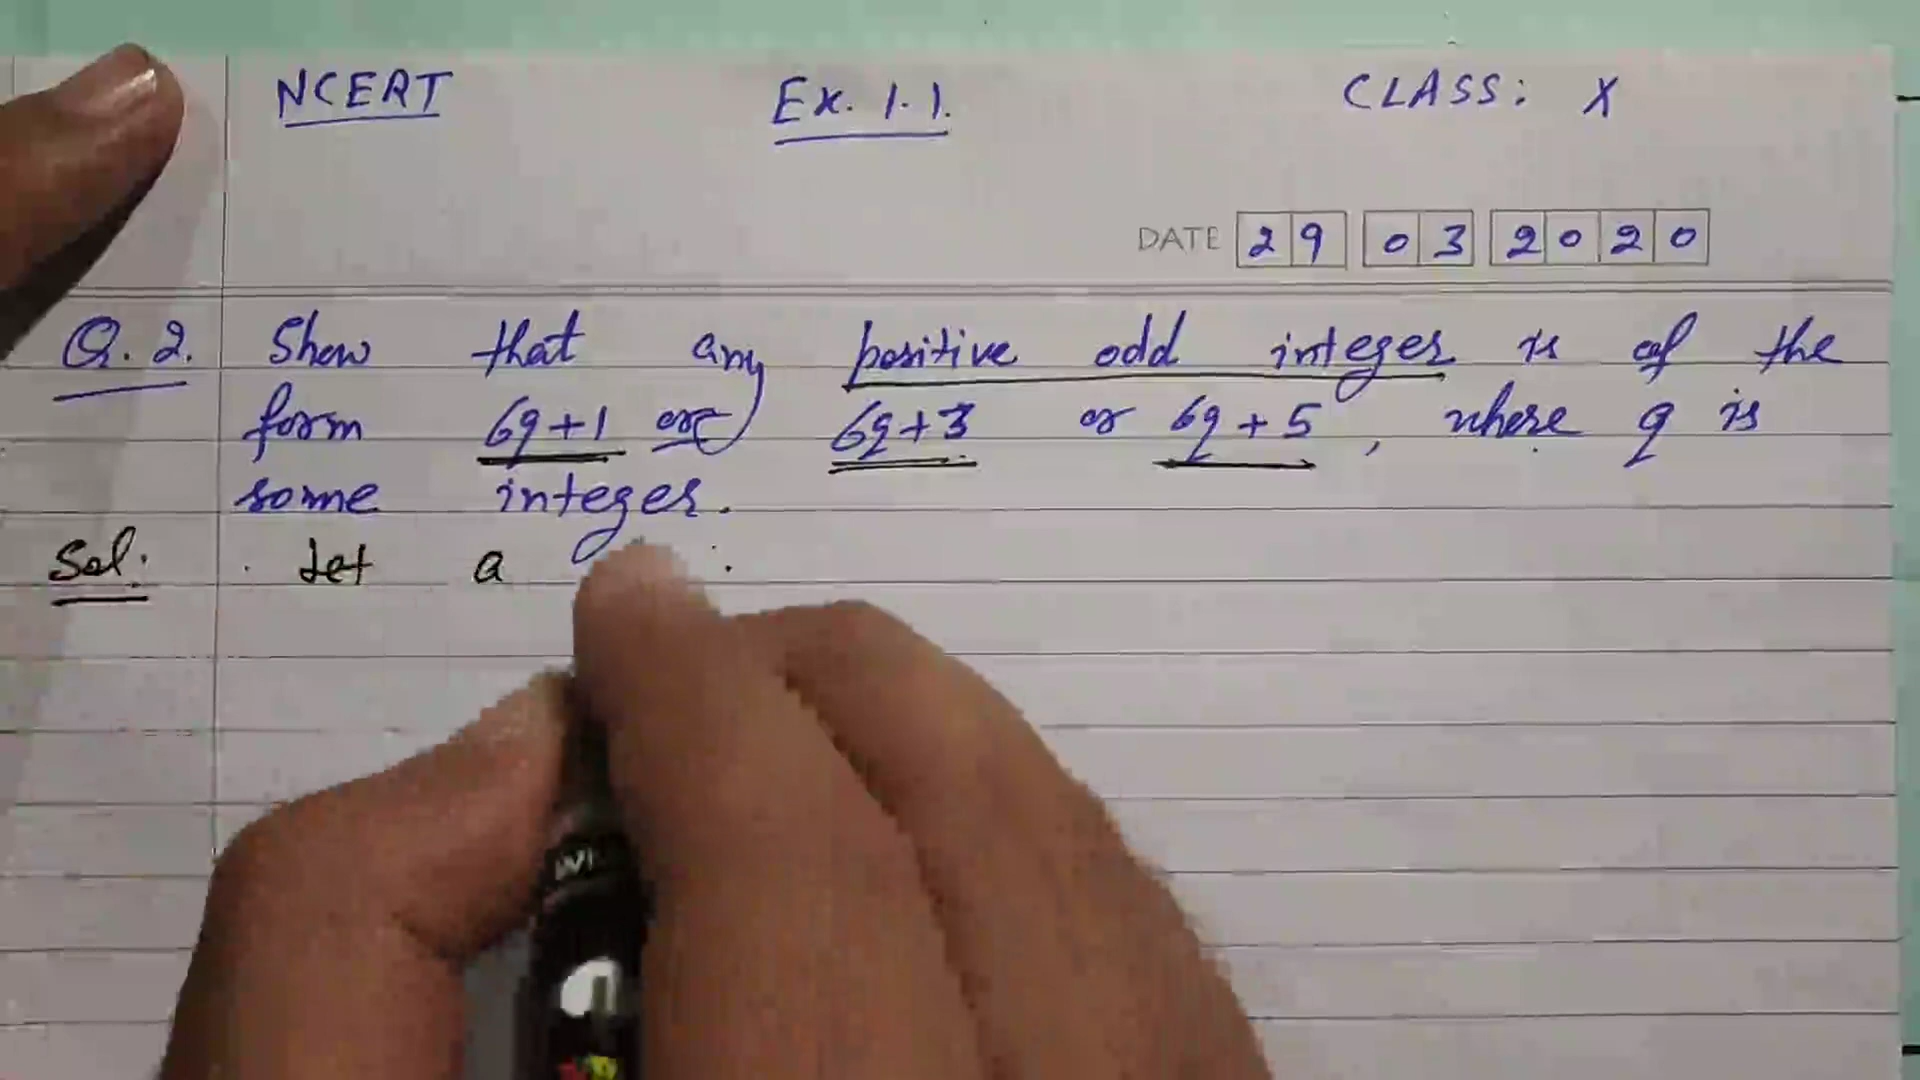 NCERT Ex. 1.1. CLASS: X
DATE 29 03 2020
Q. 2. Show that any positive odd integer is of the
form 6q+1 or 6q+3 or 6q+5, where q is
some integer.
Sol: Let a